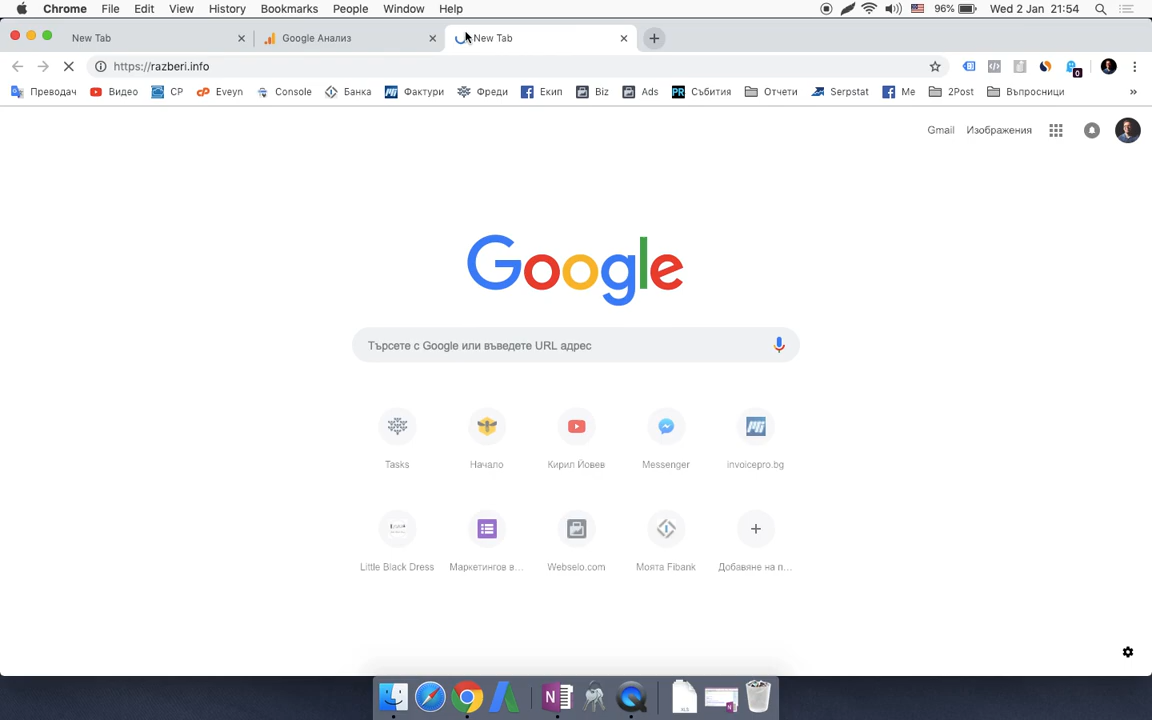 Chrome File Edit View History Bookmarks People Window Help 96% Wed 2 Jan 21:54
New Tab Google Анализ New Tab
https://razberi.info 0
Преводач Видео CP Eveyn Console Банка Фактури Фреди Екип Biz Ads PR Събития Отчети Serpstat Me 2Post Въпросници »
Gmail Изображения
Google
Търсете с Google или въведете URL адрес
Tasks Начало Кирил Йовев Messenger invoicepro.bg
Little Black Dress Маркетингов в... Webselo.com Моята Fibank Добавяне на п...